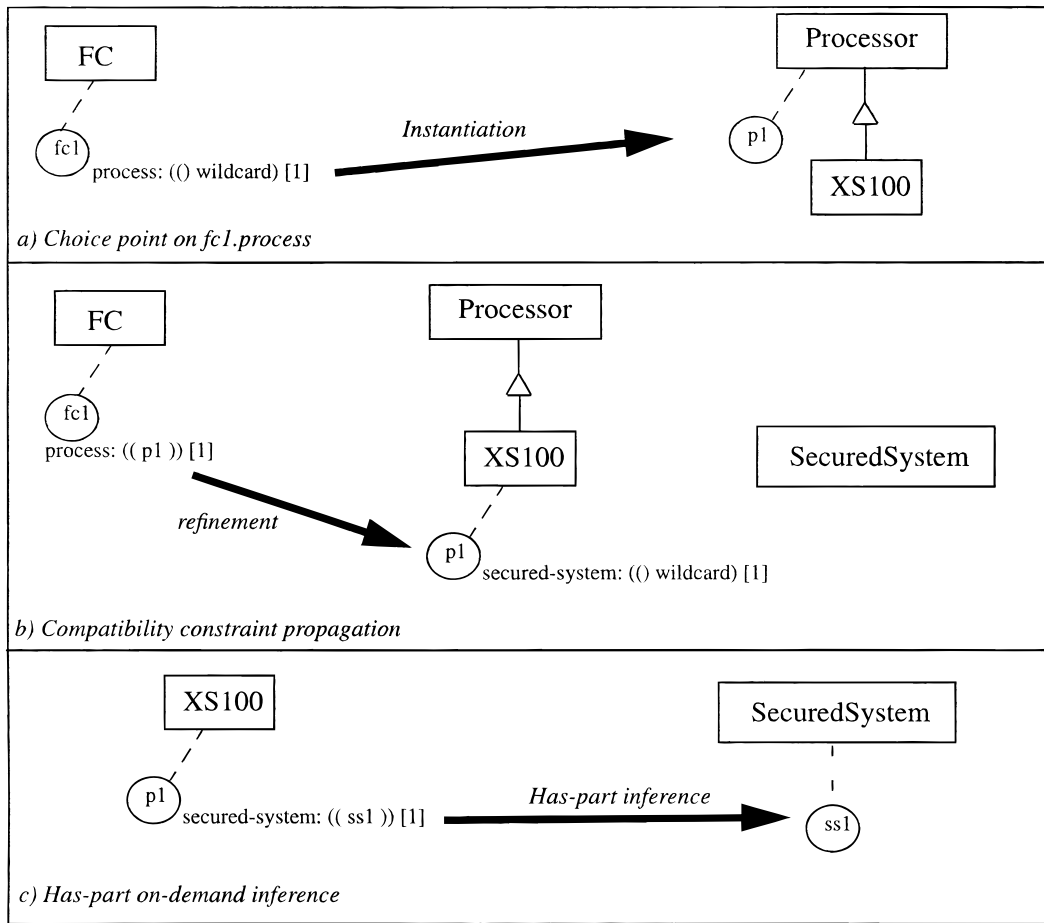 FC
Processor
fc1
Instantiation
p1
process: (() wildcard) [1]
XS100
a) Choice point on fc1.process
FC
Processor
fc1
process: (( p1 )) [1]
XS100
SecuredSystem
refinement
p1
secured-system: (() wildcard) [1]
b) Compatibility constraint propagation
XS100
SecuredSystem
p1
Has-part inference
secured-system: (( ss1 )) [1]
ss1
c) Has-part on-demand inference